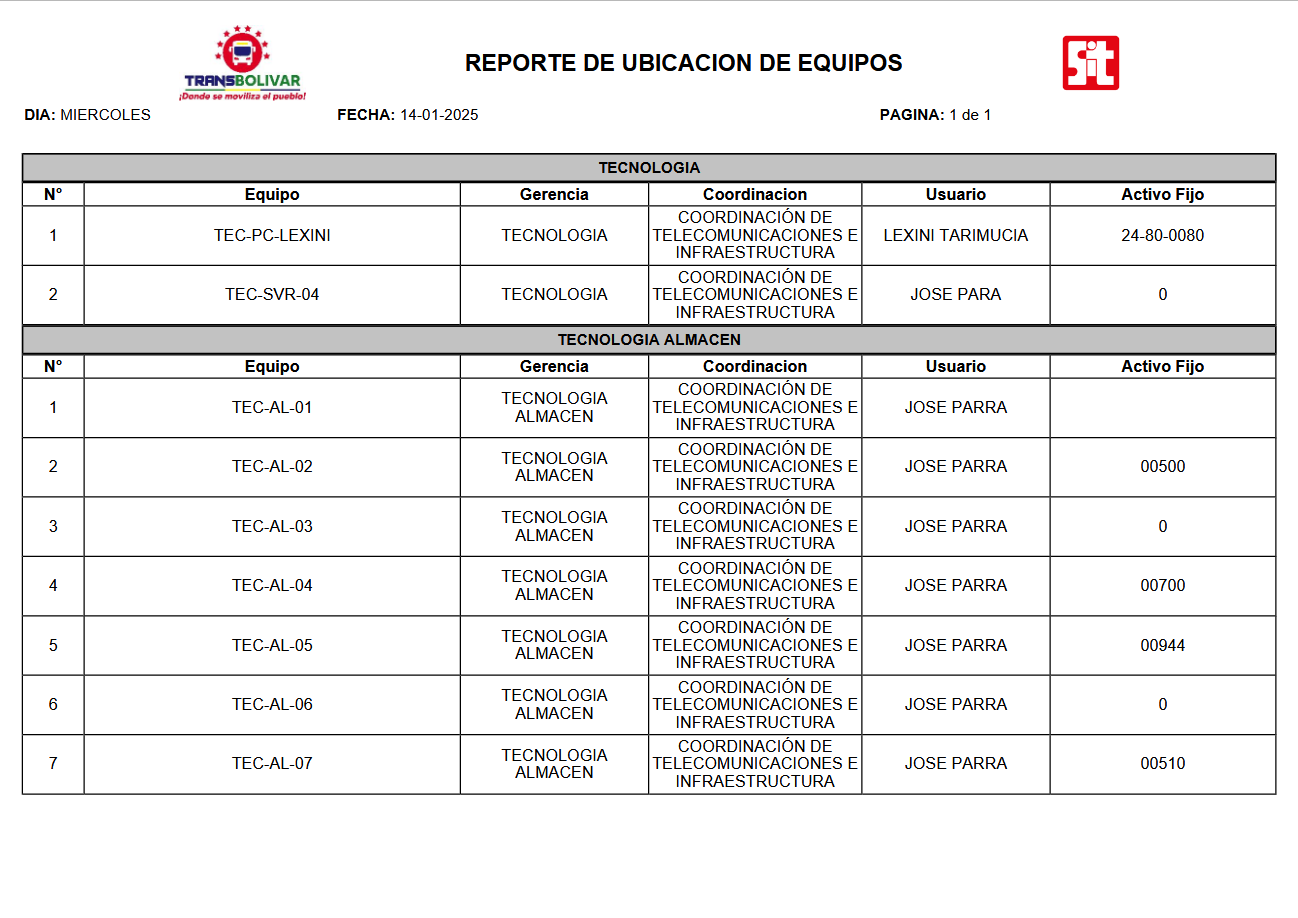 TRANSBOLIVAR
¡Donde se moviliza el pueblo!
REPORTE DE UBICACION DE EQUIPOS
sit
DIA: MIERCOLES FECHA: 14-01-2025 PAGINA: 1 de 1
TECNOLOGIA
N° Equipo Gerencia Coordinacion Usuario Activo Fijo
COORDINACIÓN DE
1 TEC-PC-LEXINI TECNOLOGIA TELECOMUNICACIONES E LEXINI TARIMUCIA 24-80-0080
INFRAESTRUCTURA
COORDINACIÓN DE
2 TEC-SVR-04 TECNOLOGIA TELECOMUNICACIONES E JOSE PARA 0
INFRAESTRUCTURA
TECNOLOGIA ALMACEN
N° Equipo Gerencia Coordinacion Usuario Activo Fijo
1 TEC-AL-01 TECNOLOGIA
ALMACEN
COORDINACIÓN DE
TELECOMUNICACIONES E
INFRAESTRUCTURA
JOSE PARRA
2 TEC-AL-02 TECNOLOGIA
ALMACEN
COORDINACIÓN DE
TELECOMUNICACIONES E
INFRAESTRUCTURA
JOSE PARRA 00500
3 TEC-AL-03 TECNOLOGIA
ALMACEN
COORDINACIÓN DE
TELECOMUNICACIONES E
INFRAESTRUCTURA
JOSE PARRA 0
4 TEC-AL-04 TECNOLOGIA
ALMACEN
COORDINACIÓN DE
TELECOMUNICACIONES E
INFRAESTRUCTURA
JOSE PARRA 00700
5 TEC-AL-05 TECNOLOGIA
ALMACEN
COORDINACIÓN DE
TELECOMUNICACIONES E
INFRAESTRUCTURA
JOSE PARRA 00944
6 TEC-AL-06 TECNOLOGIA
ALMACEN
COORDINACIÓN DE
TELECOMUNICACIONES E
INFRAESTRUCTURA
JOSE PARRA 0
7 TEC-AL-07 TECNOLOGIA
ALMACEN
COORDINACIÓN DE
TELECOMUNICACIONES E
INFRAESTRUCTURA
JOSE PARRA 00510